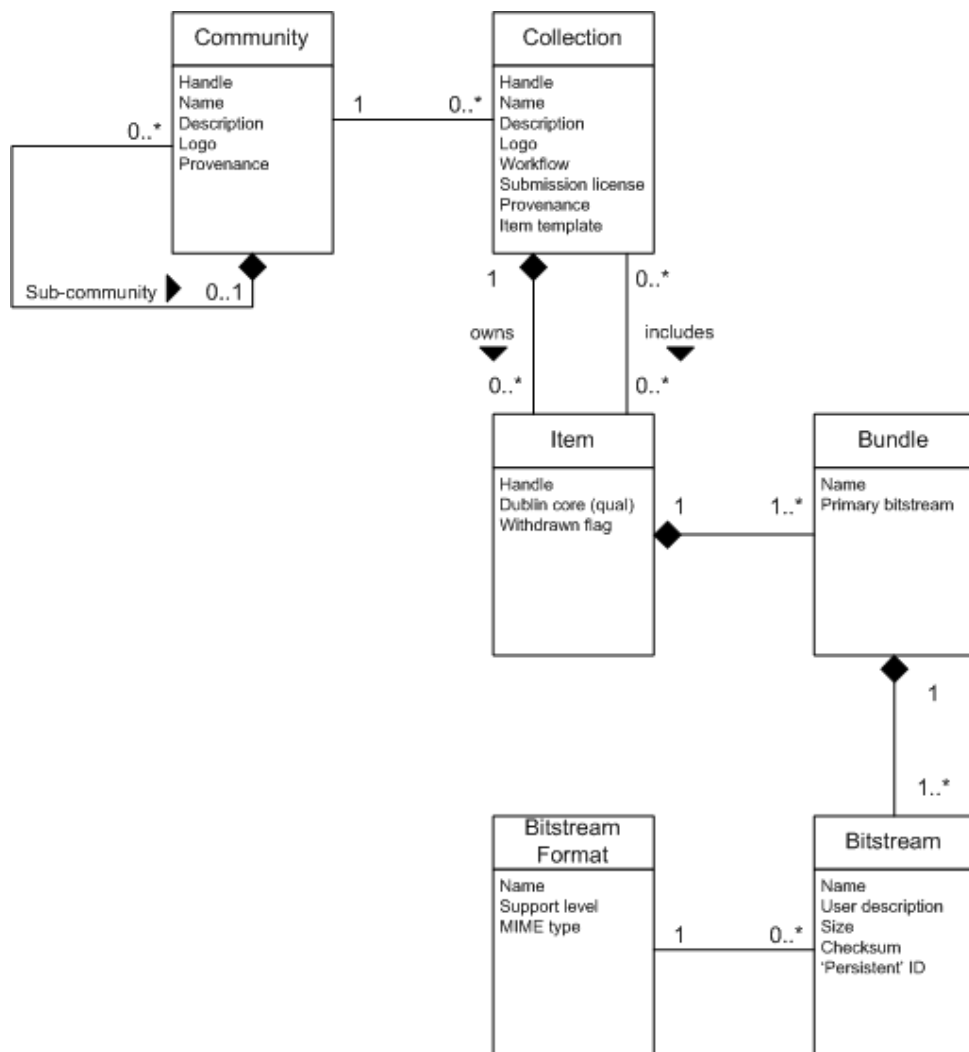 Community
Handle
Name
Description
Logo
Provenance
Collection
Handle
Name
Description
Logo
Workflow
Submission license
Provenance
Item template
1
0..*
0..*
Sub-community
0..1
1
0..*
owns
includes
0..*
0..*
Item
Handle
Dublin core (qual)
Withdrawn flag
Bundle
Name
Primary bitstream
1
1..*
1
1..*
Bitstream
Format
Name
Support level
MIME type
Bitstream
Name
User description
Size
Checksum
‘Persistent’ ID
1
0..*